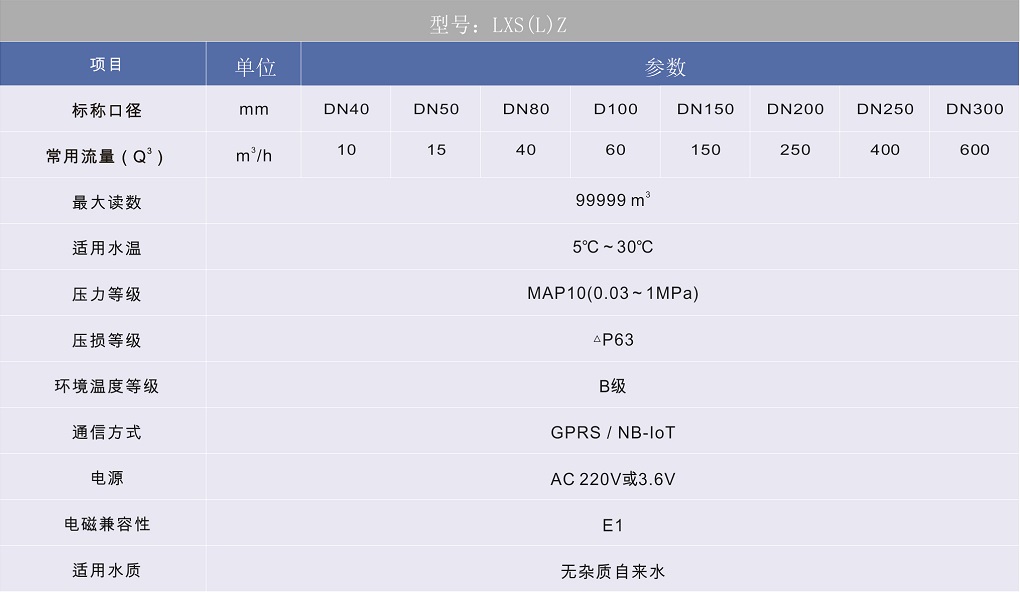 型号：LXS(L)Z
项目 单位 参数
标称口径 mm DN40 DN50 DN80 D100 DN150 DN200 DN250 DN300
常用流量（Q³） m³/h 10 15 40 60 150 250 400 600
最大读数 99999 m³
适用水温 5℃～30℃
压力等级 MAP10(0.03～1MPa)
压损等级 △P63
环境温度等级 B级
通信方式 GPRS / NB-IoT
电源 AC 220V或3.6V
电磁兼容性 E1
适用水质 无杂质自来水